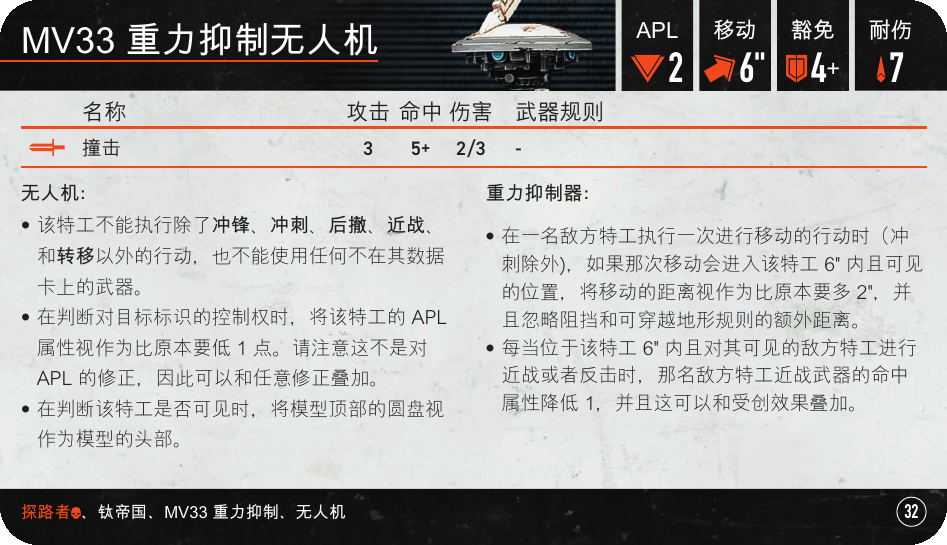 MV33 重力抑制无人机
APL 移动 豁免 耐伤
2 6" 4+ 7
名称 攻击 命中 伤害 武器规则
撞击 3 5+ 2/3 -
无人机:
• 该特工不能执行除了冲锋、冲刺、后撤、近战、
和转移以外的行动，也不能使用任何不在其数据
卡上的武器。
• 在判断对目标标识的控制权时，将该特工的 APL
属性视作为比原本要低 1 点。请注意这不是对
APL 的修正，因此可以和任意修正叠加。
• 在判断该特工是否可见时，将模型顶部的圆盘视
作为模型的头部。
重力抑制器:
• 在一名敌方特工执行一次进行移动的行动时（冲
刺除外)，如果那次移动会进入该特工 6" 内且可见
的位置，将移动的距离视作为比原本要多 2"，并
且忽略阻挡和可穿越地形规则的额外距离。
• 每当位于该特工 6" 内且对其可见的敌方特工进行
近战或者反击时，那名敌方特工近战武器的命中
属性降低 1，并且这可以和受创效果叠加。
探路者、钛帝国、MV33 重力抑制、无人机
32